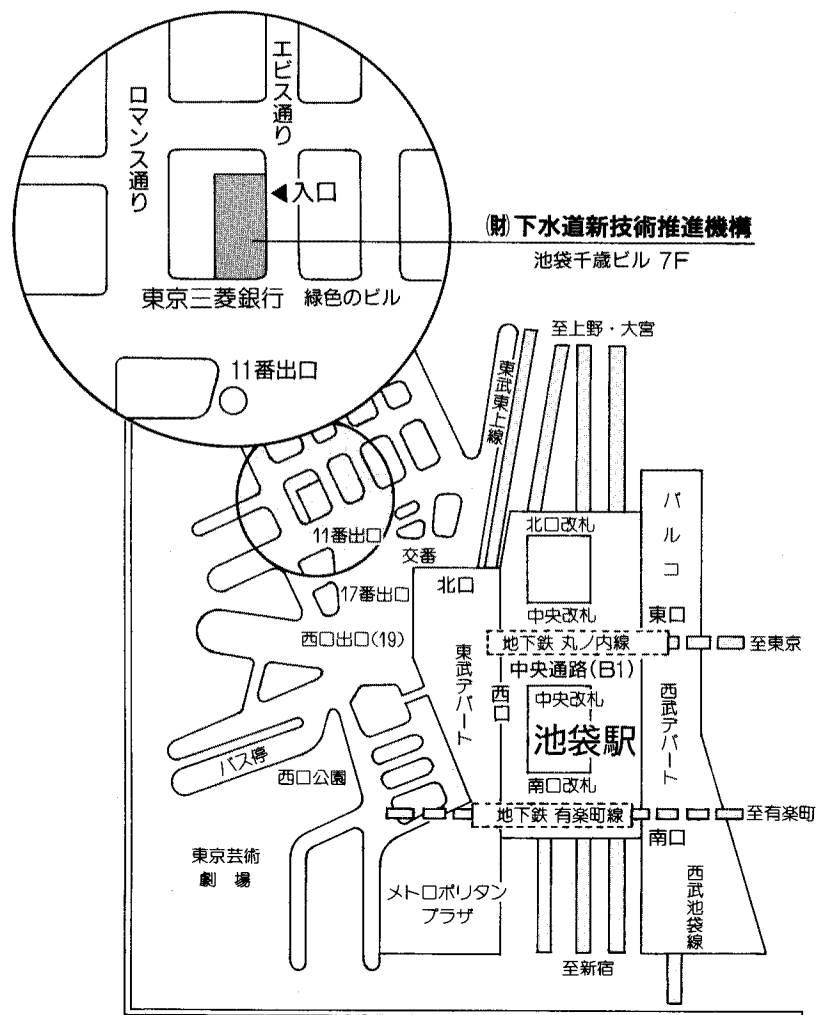 エビス通り
ロマンス通り
入口
(財)下水道新技術推進機構
池袋千歳ビル 7F
東京三菱銀行
緑色のビル
11番出口
至上野・大宮
東武東上線
パルコ
北口改札
11番出口
交番
北口
17番出口
中央改札
東口
西口出口(19)
地下鉄 丸ノ内線
至東京
東武デパート
中央通路(B1)
西口
中央改札
西武デパート
池袋駅
バス停
西口公園
南口改札
地下鉄 有楽町線
至有楽町
南口
東京芸術
劇 場
メトロポリタン
プラザ
西武池袋線
至新宿